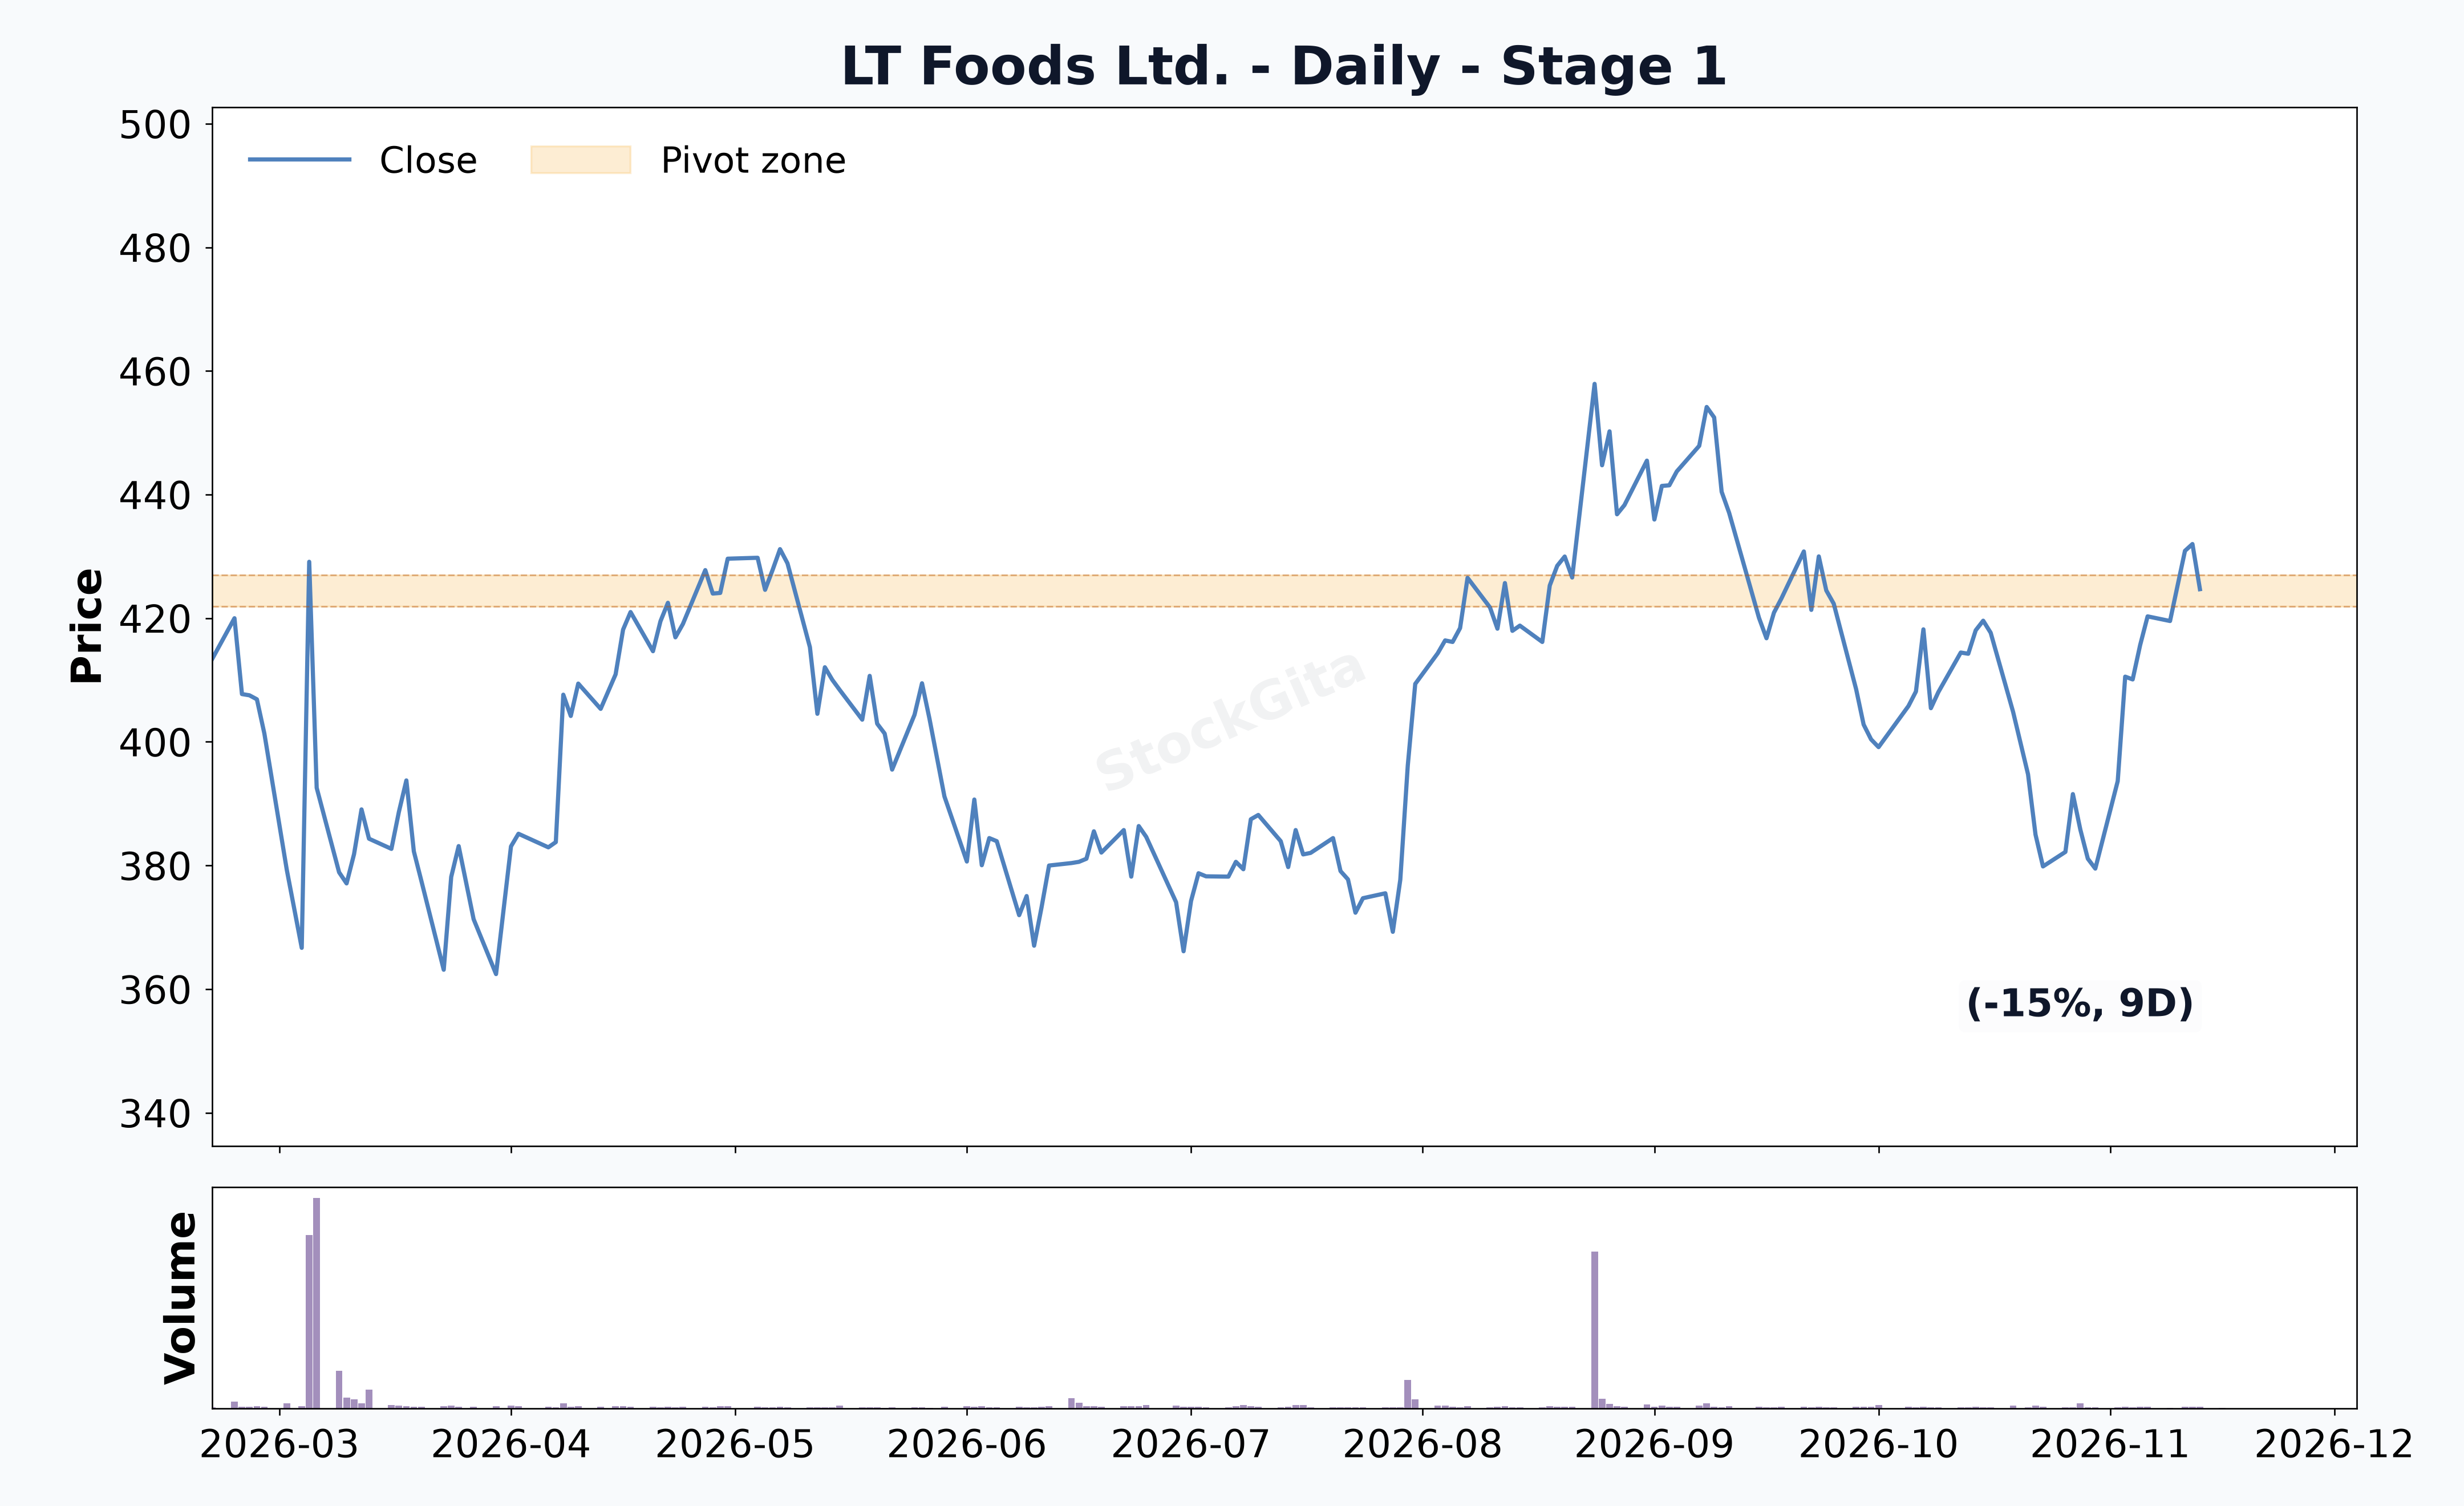 LT Foods Ltd. - Daily - Stage 1
Close
Pivot zone
Price
500
480
460
440
420
400
380
360
340
StockGita
(-15%, 9D)
Volume
2026-03
2026-04
2026-05
2026-06
2026-07
2026-08
2026-09
2026-10
2026-11
2026-12